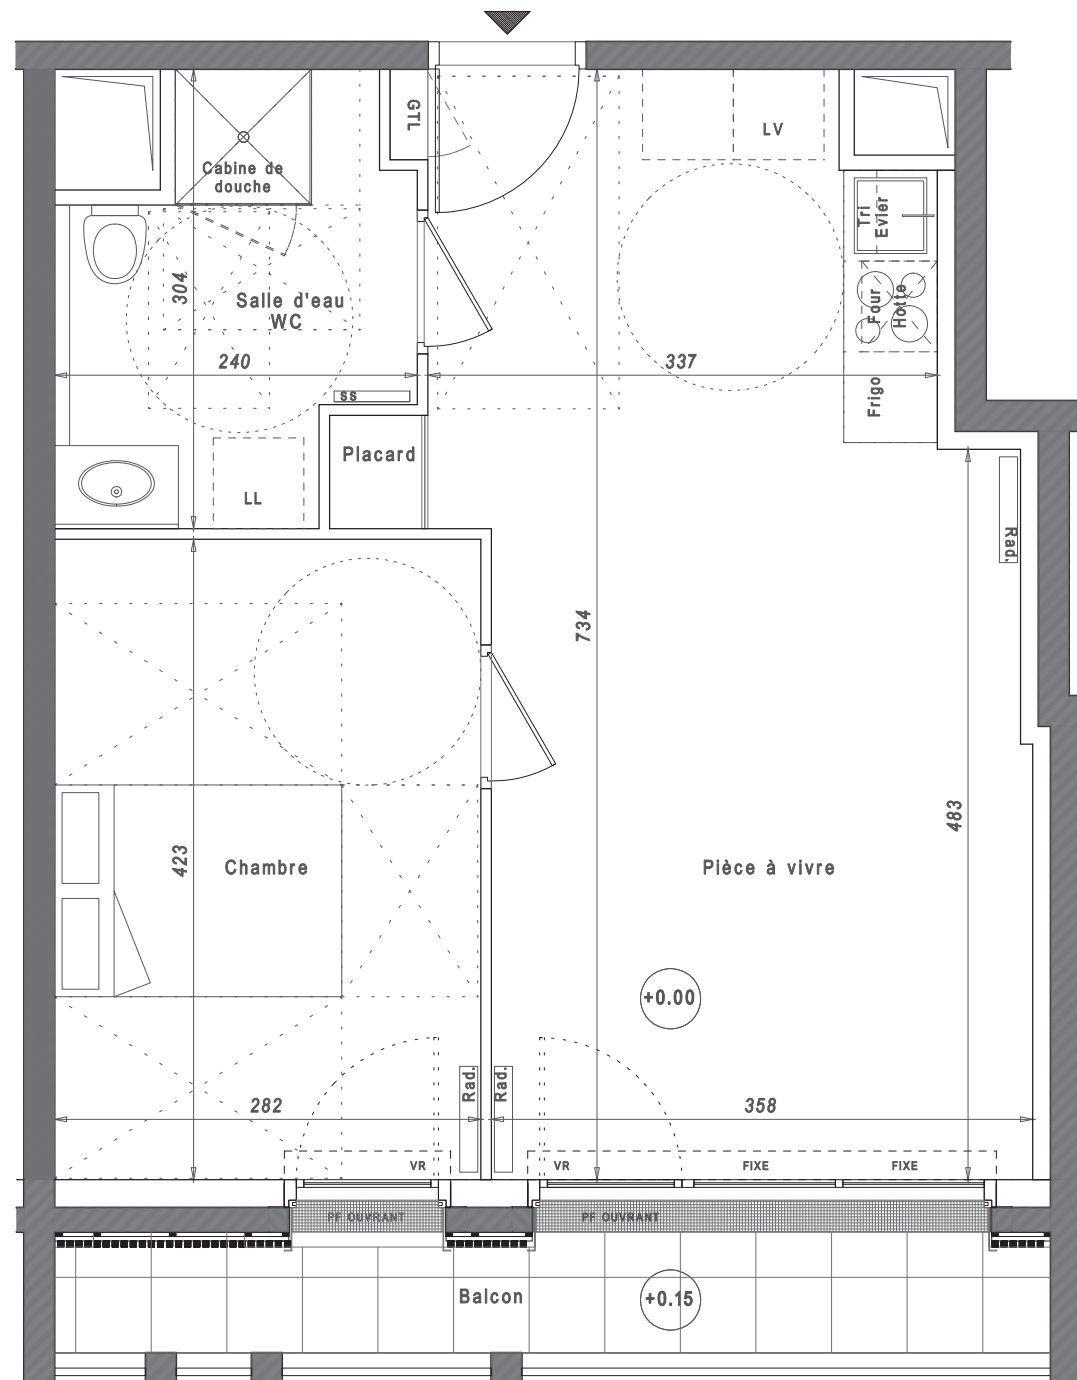 GTL
LV
Cabine de
douche
Tri
Evier
304
Salle d'eau
WC
Four
Hotte
240
337
SS
Frigo
Placard
LL
Rad.
734
423
Chambre
483
Pièce à vivre
+0.00
Rad.
Rad.
282
358
VR
VR
FIXE
FIXE
PF OUVRANT
PF OUVRANT
Balcon
+0.15